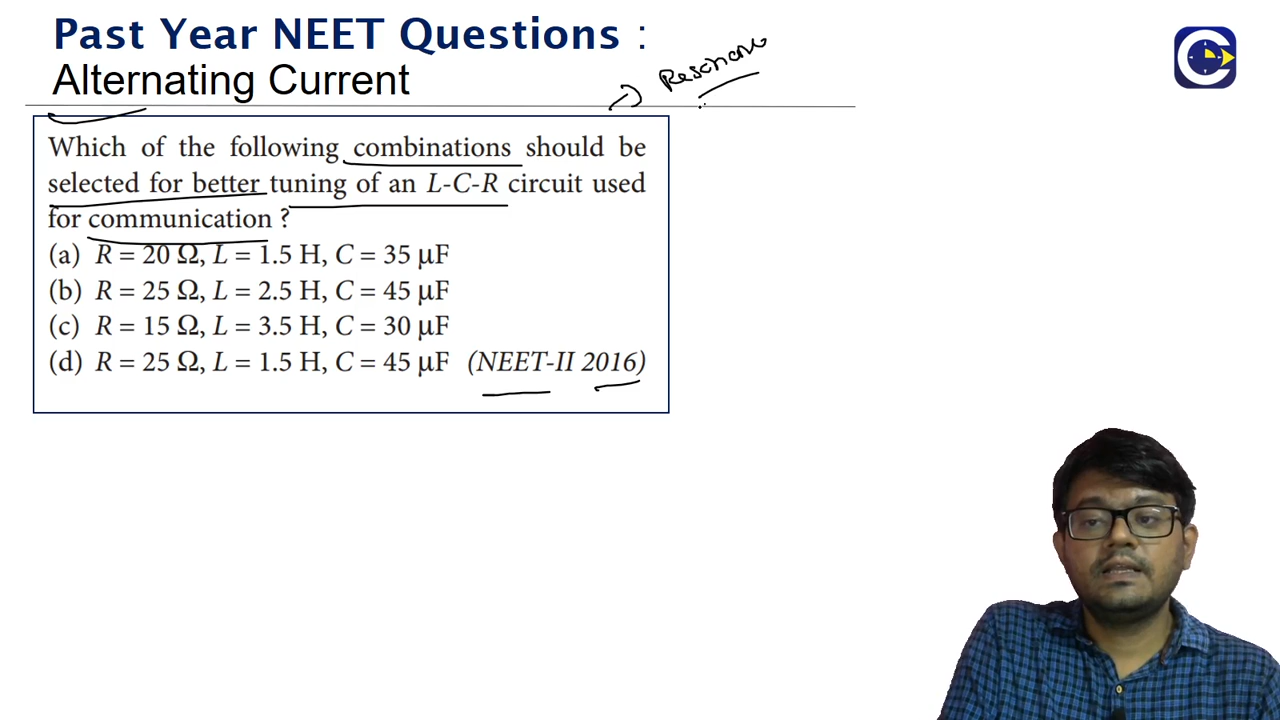 Past Year NEET Questions :
Alternating Current
Resonance
Which of the following combinations should be
selected for better tuning of an L-C-R circuit used
for communication ?
(a) R = 20 Ω, L = 1.5 H, C = 35 μF
(b) R = 25 Ω, L = 2.5 H, C = 45 μF
(c) R = 15 Ω, L = 3.5 H, C = 30 μF
(d) R = 25 Ω, L = 1.5 H, C = 45 μF (NEET-II 2016)